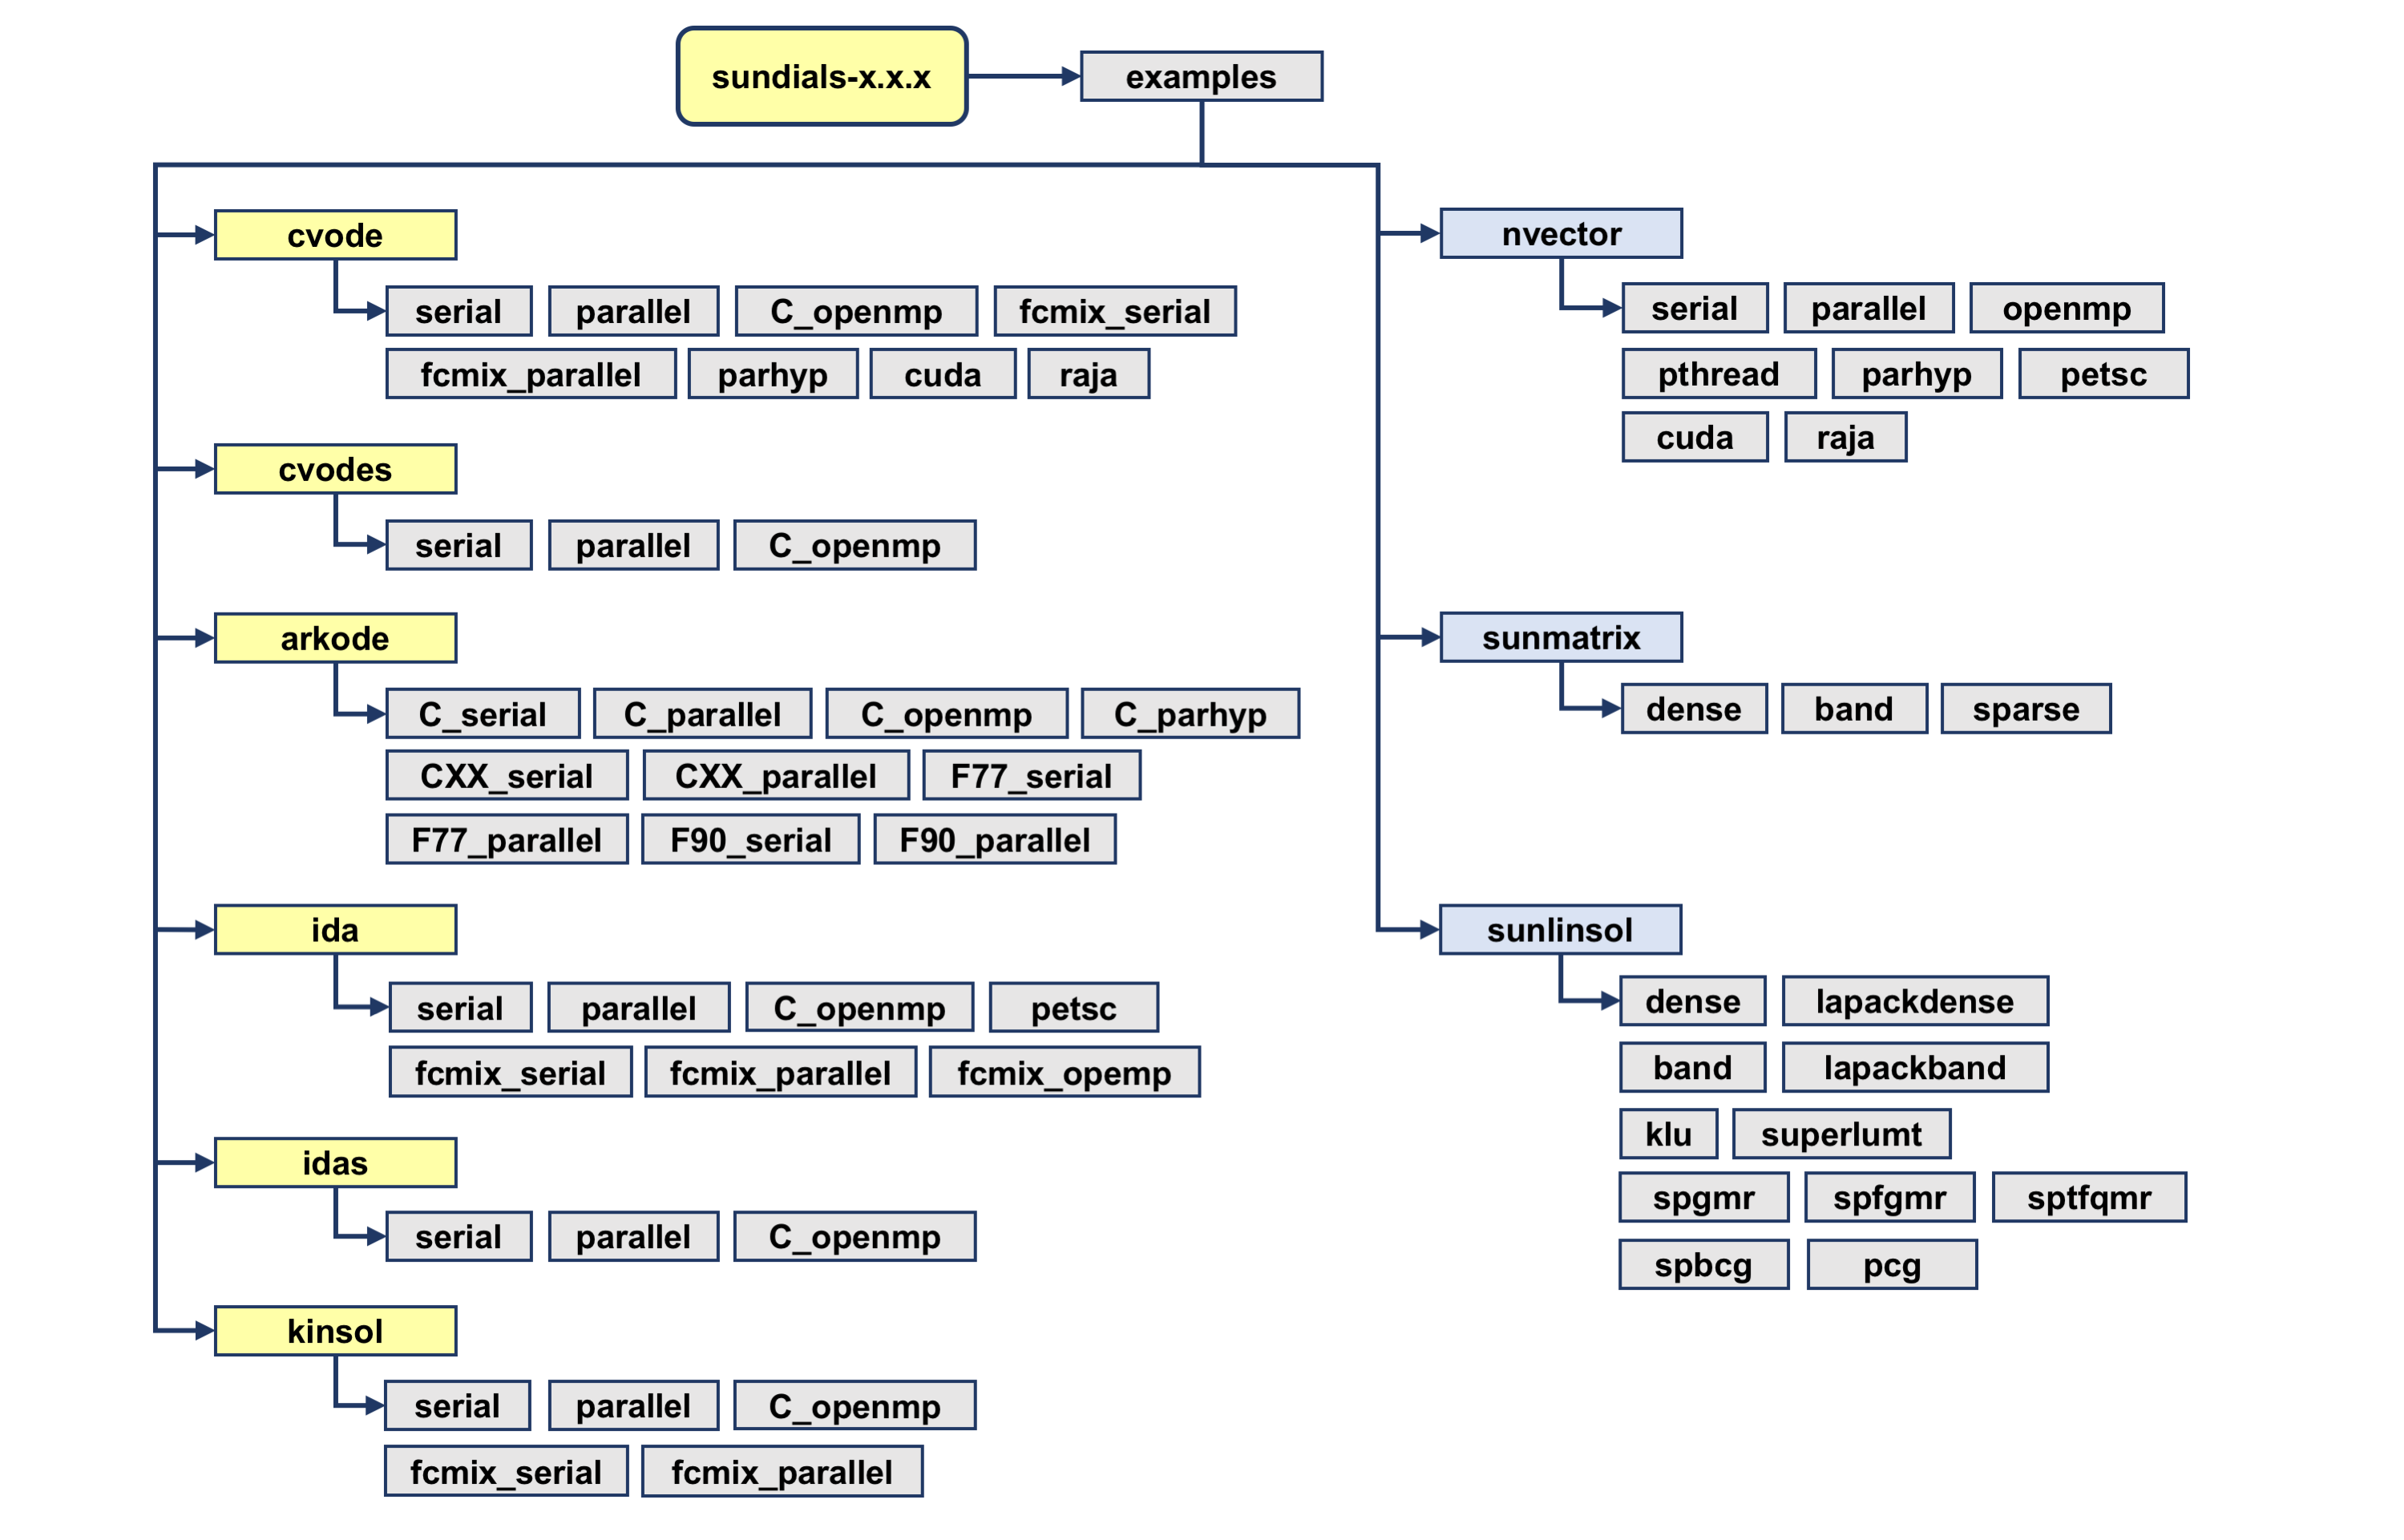 sundials-x.x.x examples
cvode
serial parallel C_openmp fcmix_serial
fcmix_parallel parhyp cuda raja
cvodes
serial parallel C_openmp
arkode
C_serial C_parallel C_openmp C_parhyp
CXX_serial CXX_parallel F77_serial
F77_parallel F90_serial F90_parallel
ida
serial parallel C_openmp petsc
fcmix_serial fcmix_parallel fcmix_opemp
idas
serial parallel C_openmp
kinsol
serial parallel C_openmp
fcmix_serial fcmix_parallel
nvector
serial parallel openmp
pthread parhyp petsc
cuda raja
sunmatrix
dense band sparse
sunlinsol
dense lapackdense
band lapackband
klu superlumt
spgmr spfgmr sptfqmr
spbcg pcg